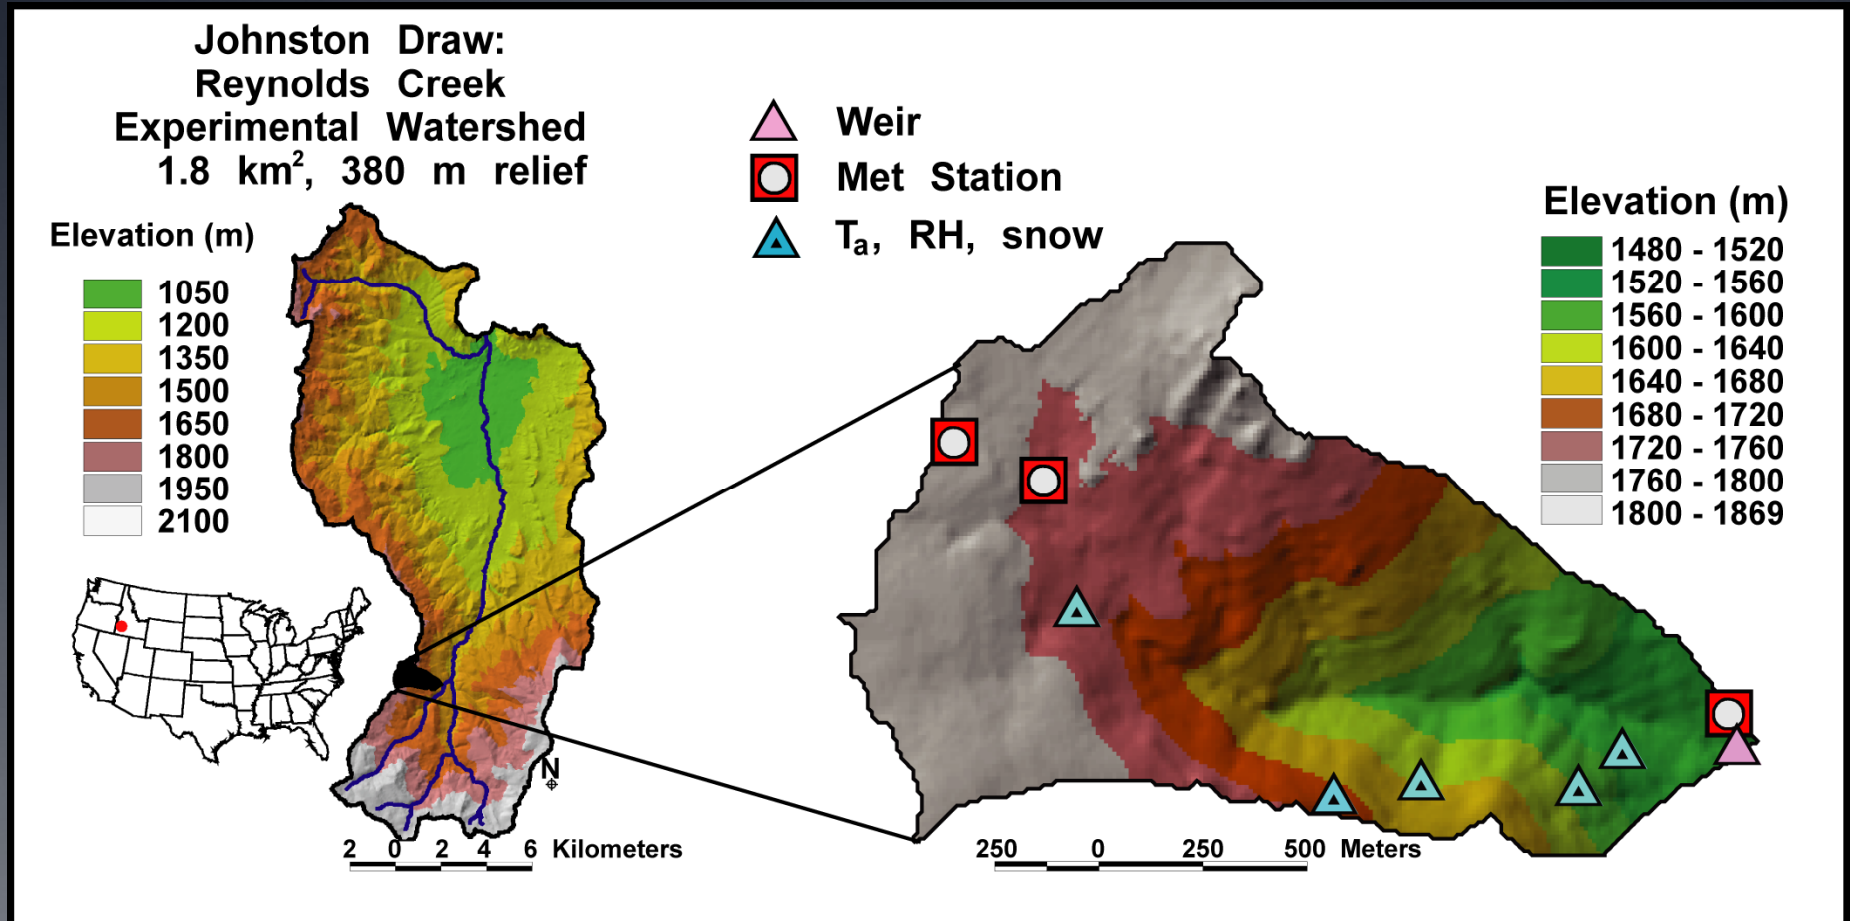 Johnston Draw:
Reynolds Creek
Experimental Watershed
1.8 km², 380 m relief
Elevation (m)
1050
1200
1350
1500
1650
1800
1950
2100
N
2 0 2 4 6 Kilometers
Weir
Met Station
Ta, RH, snow
Elevation (m)
1480 - 1520
1520 - 1560
1560 - 1600
1600 - 1640
1640 - 1680
1680 - 1720
1720 - 1760
1760 - 1800
1800 - 1869
250 0 250 500 Meters